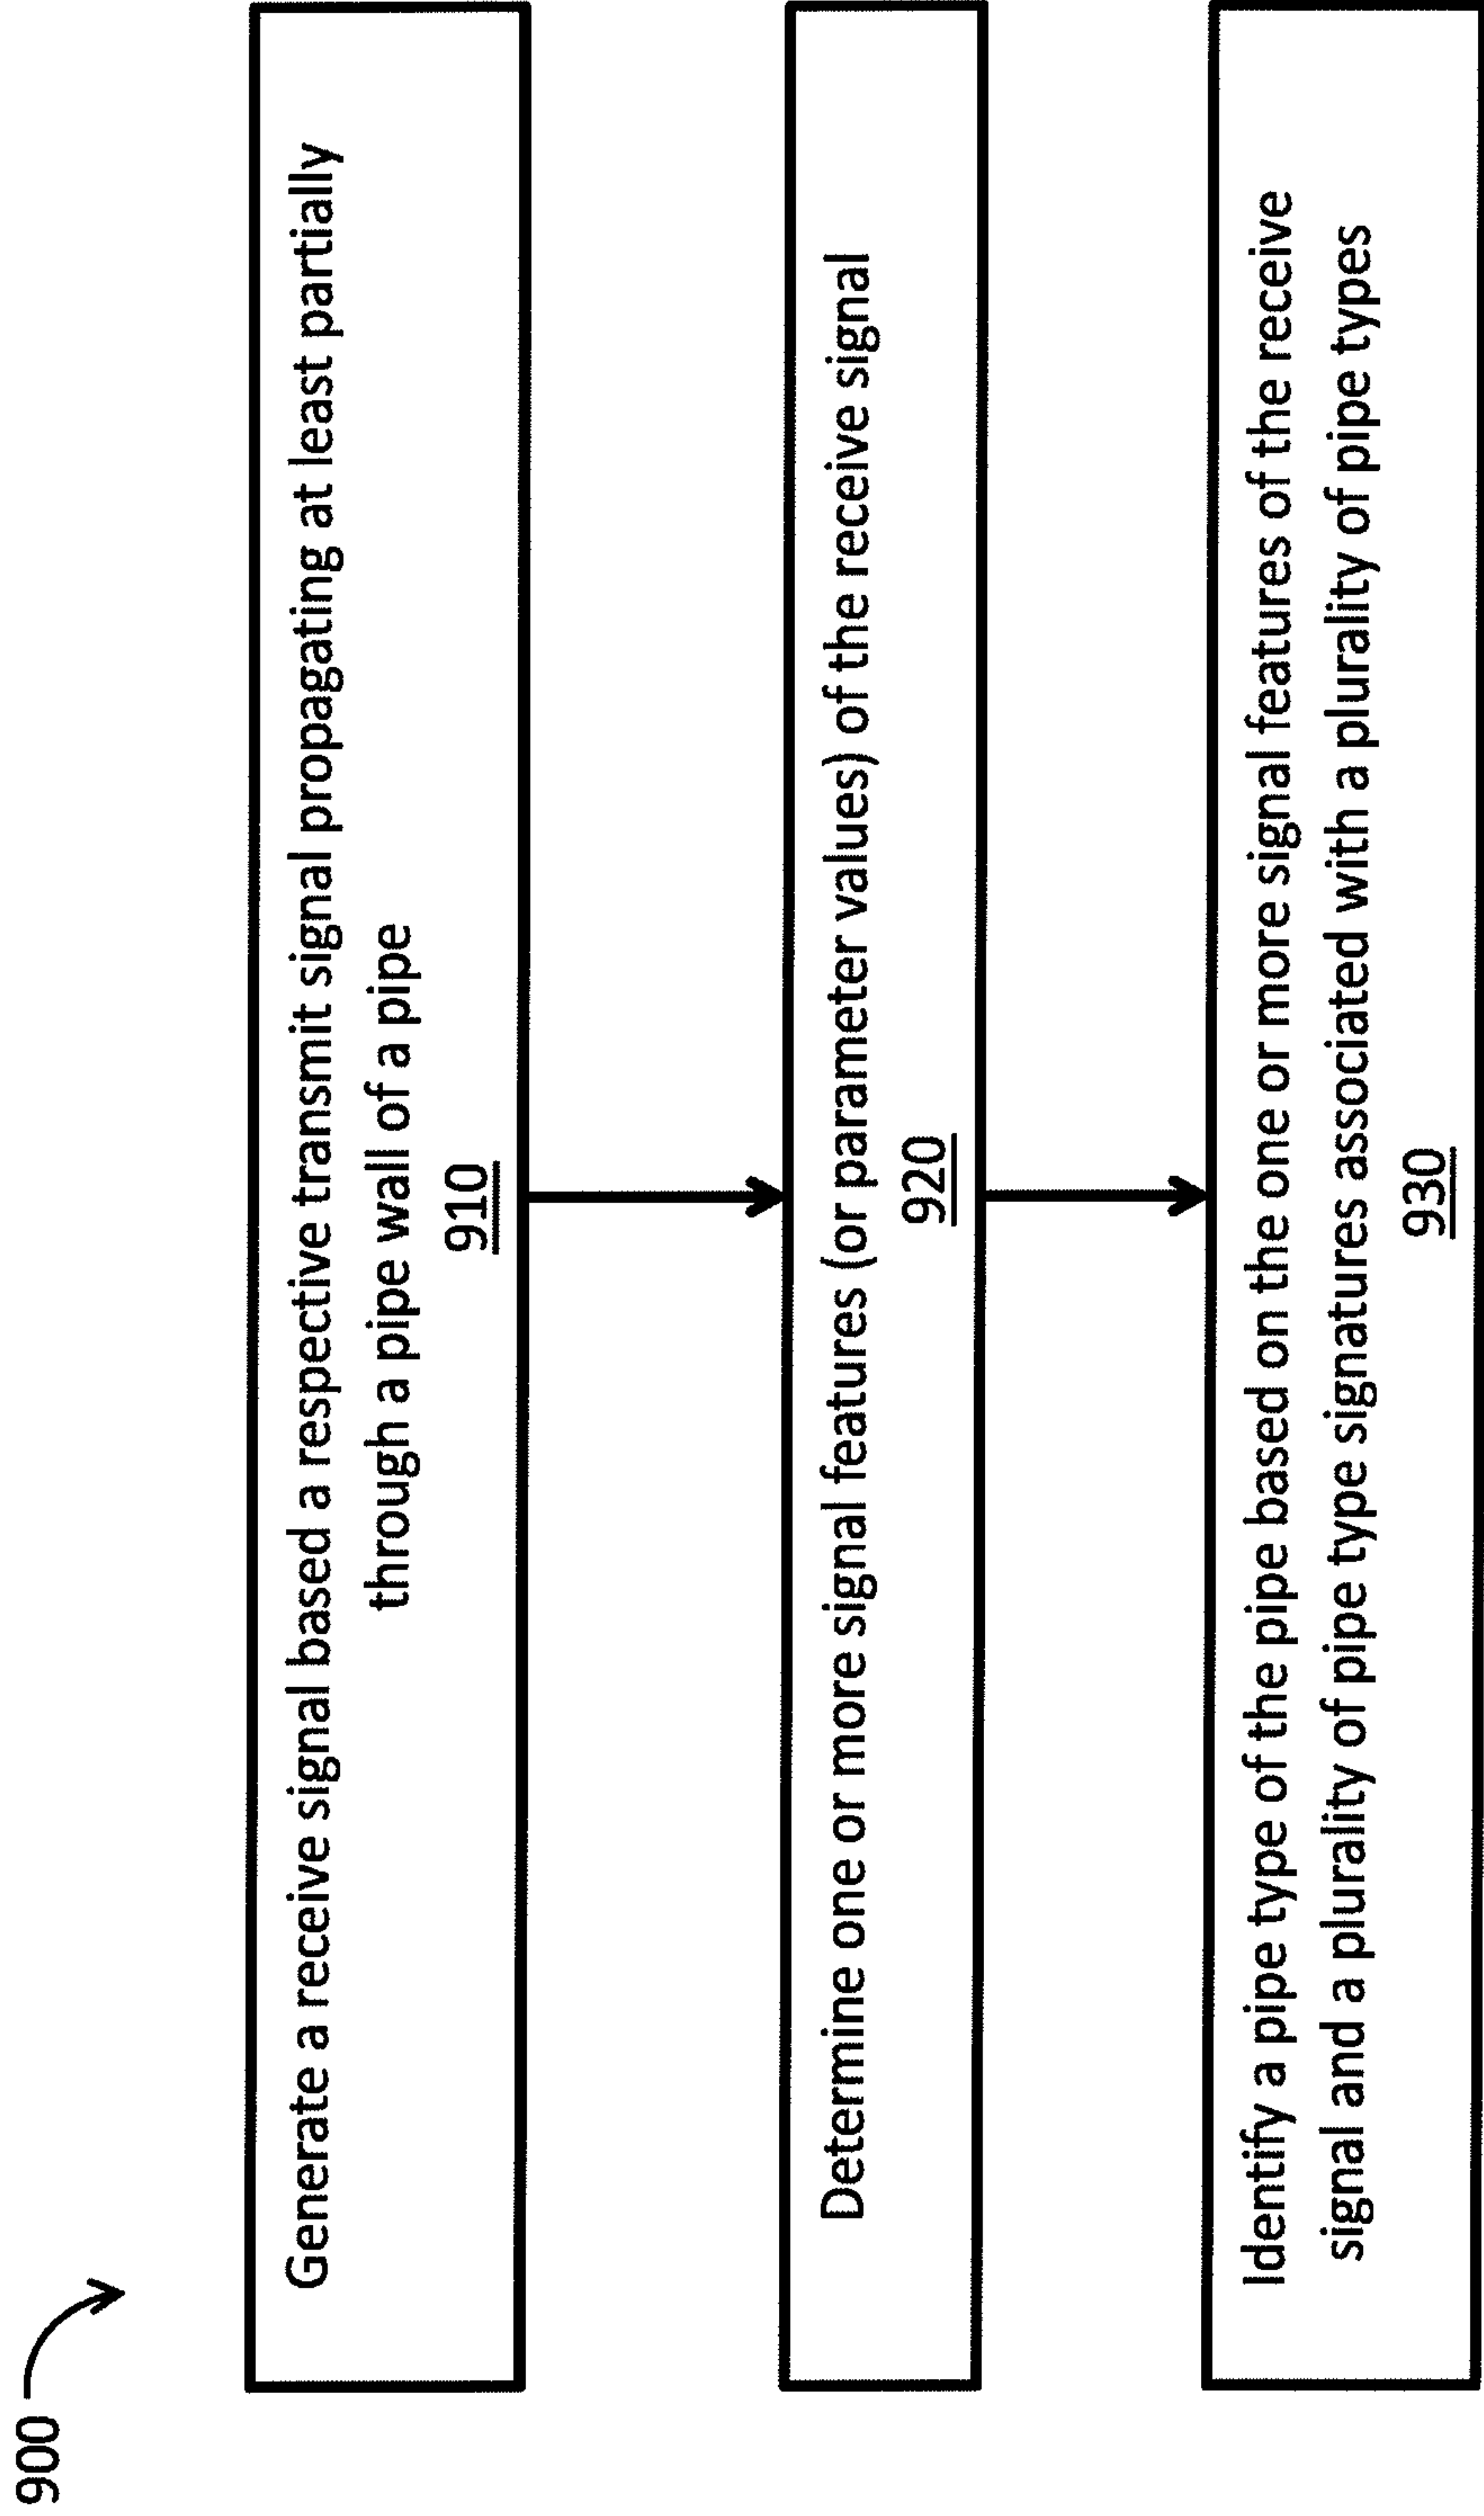 900
Generate a receive signal based a respective transmit signal propagating at least partially
through a pipe wall of a pipe
910
Determine one or more signal features (or parameter values) of the receive signal
920
Identify a pipe type of the pipe based on the one or more signal features of the receive
signal and a plurality of pipe type signatures associated with a plurality of pipe types
930